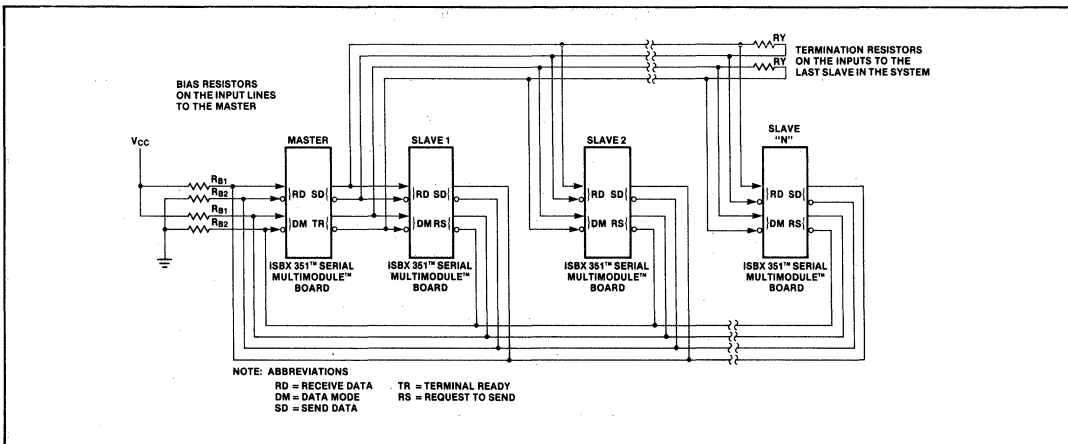 RY
RY
TERMINATION RESISTORS
ON THE INPUTS TO THE
LAST SLAVE IN THE SYSTEM
BIAS RESISTORS
ON THE INPUT LINES
TO THE MASTER
VCC
RB1
RB2
RB1
RB2
MASTER
RD SD
DM TR
iSBX 351™ SERIAL
MULTIMODULE™
BOARD
SLAVE 1
RD SD
DM RS
iSBX 351™ SERIAL
MULTIMODULE™
BOARD
SLAVE 2
RD SD
DM RS
iSBX 351™ SERIAL
MULTIMODULE™
BOARD
SLAVE
"N"
RD SD
DM RS
iSBX 351™ SERIAL
MULTIMODULE™
BOARD
NOTE: ABBREVIATIONS
RD = RECEIVE DATA TR = TERMINAL READY
DM = DATA MODE RS = REQUEST TO SEND
SD = SEND DATA